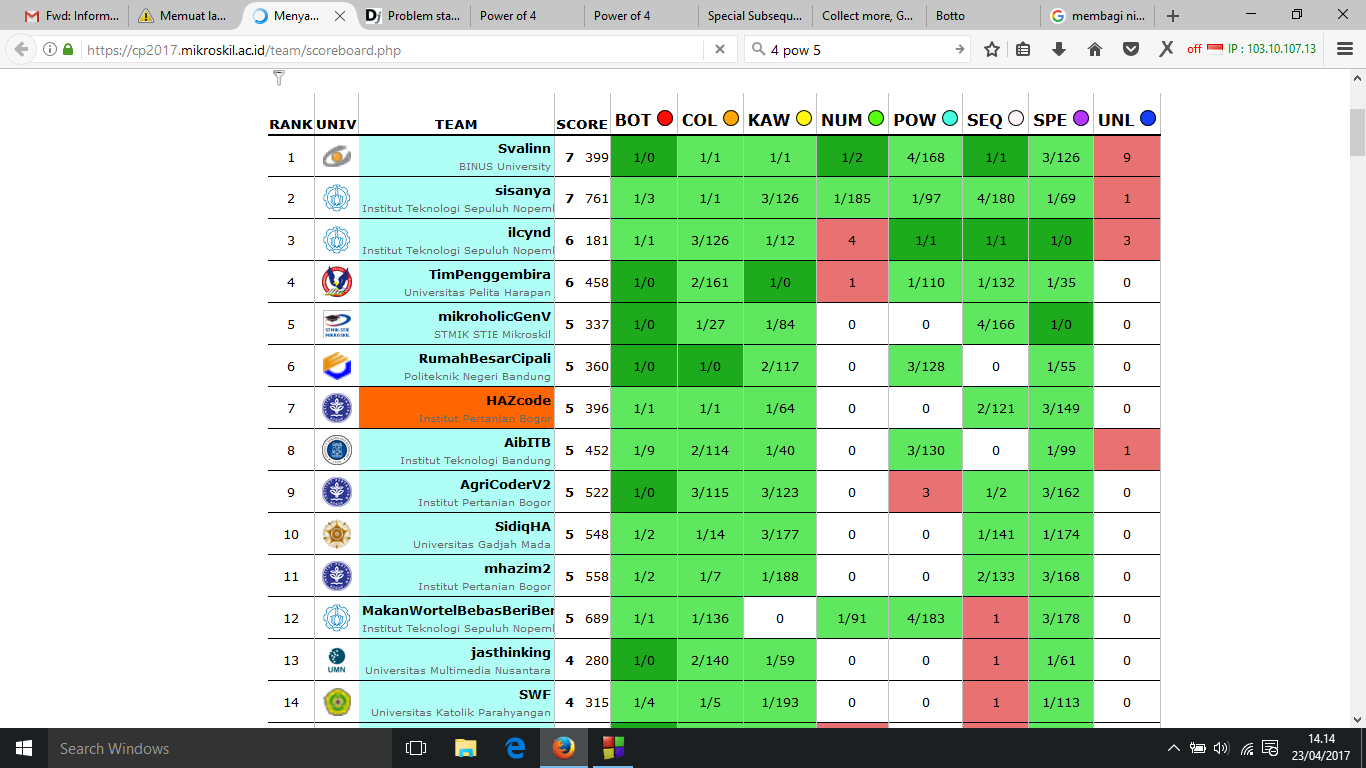 Fwd: Inform...
Memuat la...
Menya...
Problem sta...
Power of 4
Power of 4
Special Subsequ...
Collect more, G...
Botto
membagi ni...
https://cp2017.mikroskil.ac.id/team/scoreboard.php
4 pow 5
off IP : 103.10.107.13
RANK UNIV TEAM SCORE BOT COL KAW NUM POW SEQ SPE UNL
1 Svalinn 7 399 1/0 1/1 1/1 1/2 4/168 1/1 3/126 9
BINUS University
2 sisanya 7 761 1/3 1/1 3/126 1/185 1/97 4/180 1/69 1
Institut Teknologi Sepuluh Nopeml
3 ilcynd 6 181 1/1 3/126 1/12 4 1/1 1/1 1/0 3
Institut Teknologi Sepuluh Nopeml
4 TimPenggembira 6 458 1/0 2/161 1/0 1 1/110 1/132 1/35 0
Universitas Pelita Harapan
5 mikroholicGenV 5 337 1/0 1/27 1/84 0 0 4/166 1/0 0
STMIK STIE Mikroskil
6 RumahBesarCipali 5 360 1/0 1/0 2/117 0 3/128 0 1/55 0
Politeknik Negeri Bandung
7 HAZcode 5 396 1/1 1/1 1/64 0 0 2/121 3/149 0
Institut Pertanian Bogor
8 AibITB 5 452 1/9 2/114 1/40 0 3/130 0 1/99 1
Institut Teknologi Bandung
9 AgriCoderV2 5 522 1/0 3/115 3/123 0 3 1/2 3/162 0
Institut Pertanian Bogor
10 SidiqHA 5 548 1/2 1/14 3/177 0 0 1/141 1/174 0
Universitas Gadjah Mada
11 mhazim2 5 558 1/2 1/7 1/188 0 0 2/133 3/168 0
Institut Pertanian Bogor
12 MakanWortelBebasBeriBer 5 689 1/1 1/136 0 1/91 4/183 1 3/178 0
Institut Teknologi Sepuluh Nopeml
13 UMN jasthinking 4 280 1/0 2/140 1/59 0 0 1 1/61 0
Universitas Multimedia Nusantara
14 SWF 4 315 1/4 1/5 1/193 0 0 1 1/113 0
Universitas Katolik Parahyangan
Search Windows
14.14
23/04/2017